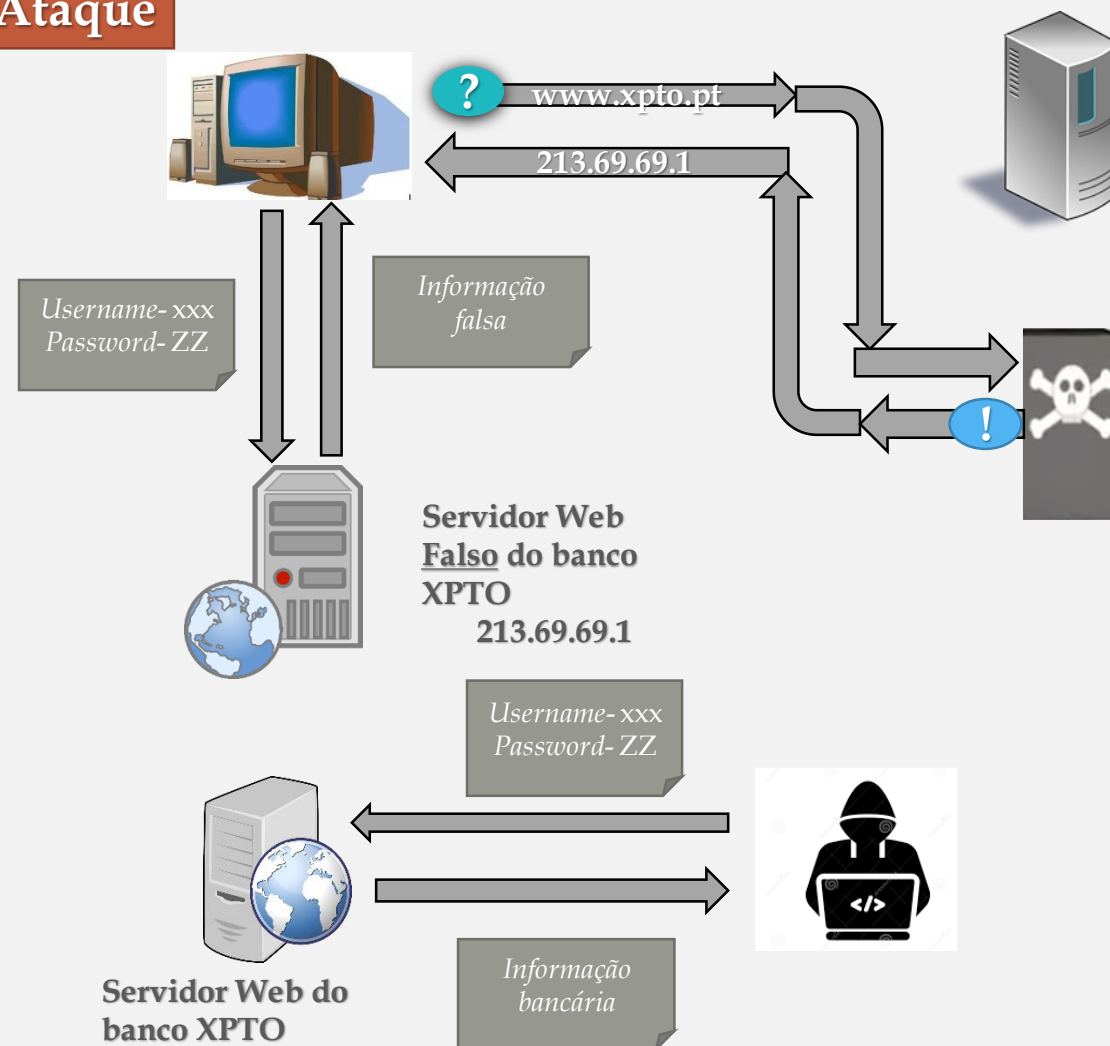 Ataque
?
www.xpto.pt
213.69.69.1
Username- xxx
Password- ZZ
Informação
falsa
!
Servidor Web
Falso do banco
XPTO
213.69.69.1
Username- xxx
Password- ZZ
</>
Servidor Web do
banco XPTO
Informação
bancária